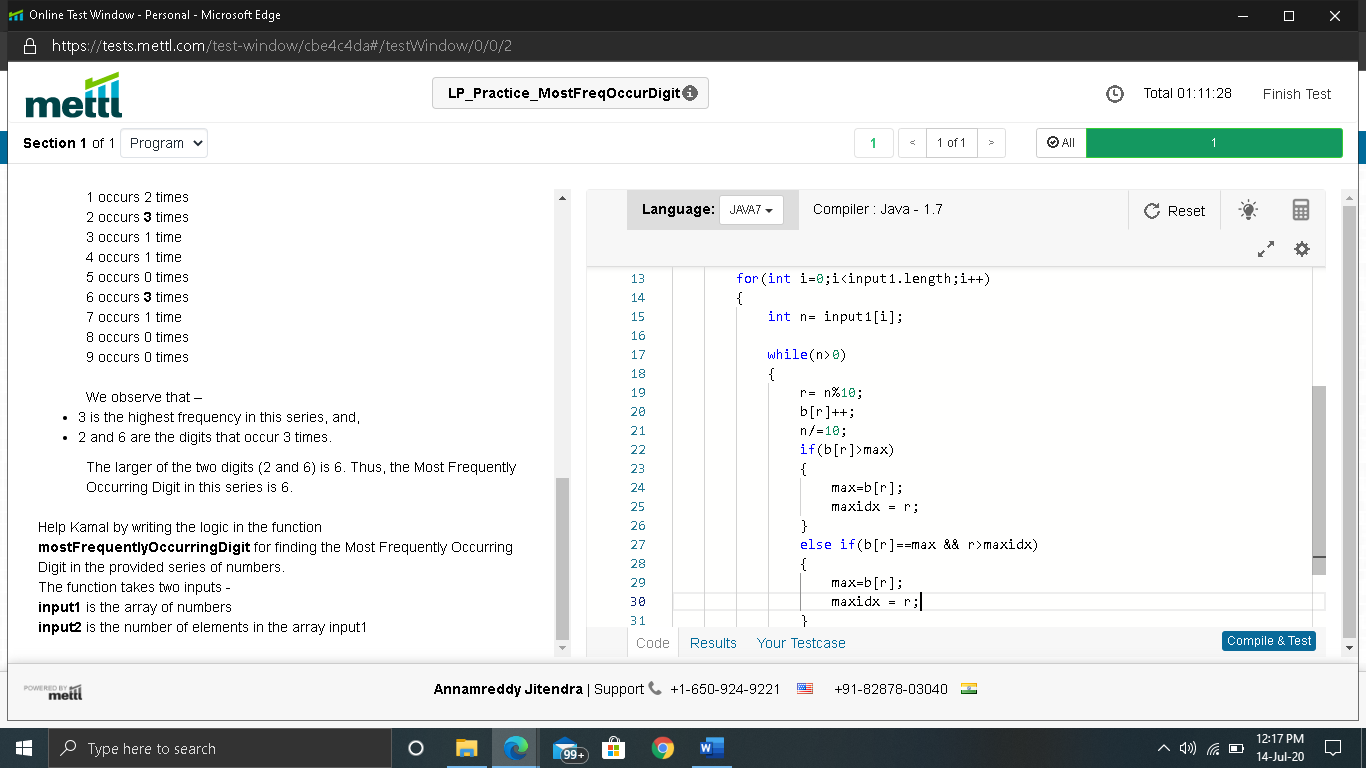 Online Test Window - Personal - Microsoft Edge
https://tests.mettl.com/test-window/cbe4c4da#/testWindow/0/0/2
mettl
LP_Practice_MostFreqOccurDigit
Total 01:11:28
Finish Test
Section 1 of 1
Program
1
<
1 of 1
>
All
1
1 occurs 2 times
2 occurs 3 times
3 occurs 1 time
4 occurs 1 time
5 occurs 0 times
6 occurs 3 times
7 occurs 1 time
8 occurs 0 times
9 occurs 0 times
We observe that –
• 3 is the highest frequency in this series, and,
• 2 and 6 are the digits that occur 3 times.
The larger of the two digits (2 and 6) is 6. Thus, the Most Frequently
Occurring Digit in this series is 6.
Help Kamal by writing the logic in the function
mostFrequentlyOccurringDigit for finding the Most Frequently Occurring
Digit in the provided series of numbers.
The function takes two inputs -
input1 is the array of numbers
input2 is the number of elements in the array input1
Language: JAVA7
Compiler : Java - 1.7
Reset
13 for(int i=0;i<input1.length;i++)
14 {
15 int n= input1[i];
16
17 while(n>0)
18 {
19 r= n%10;
20 b[r]++;
21 n/=10;
22 if(b[r]>max)
23 {
24 max=b[r];
25 maxidx = r;
26 }
27 else if(b[r]==max && r>maxidx)
28 {
29 max=b[r];
30 maxidx = r;
31 }
Code
Results
Your Testcase
Compile & Test
POWERED BY mettl
Annamreddy Jitendra | Support +1-650-924-9221
+91-82878-03040
Type here to search
99+
12:17 PM
14-Jul-20